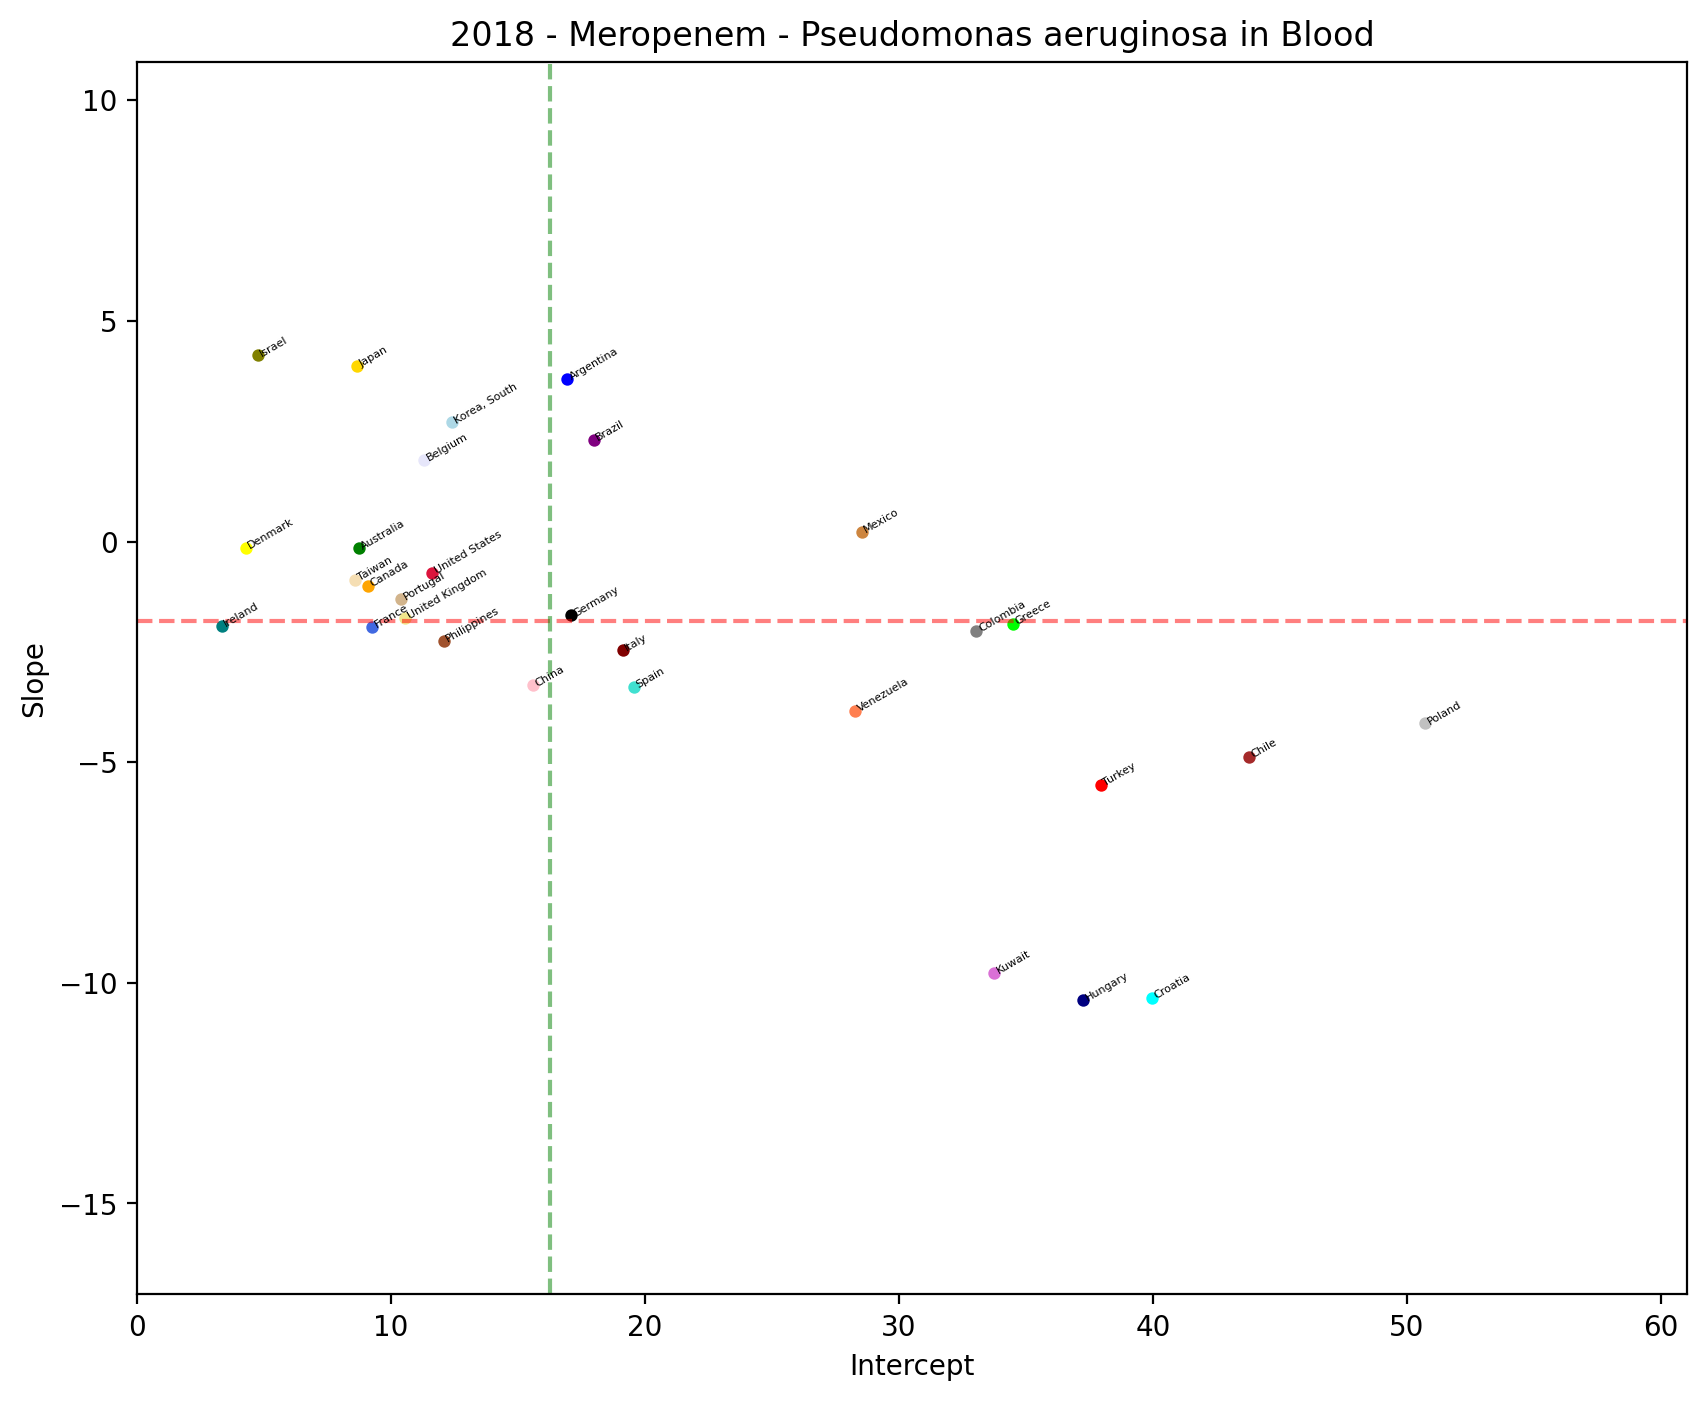 2018 - Meropenem - Pseudomonas aeruginosa in Blood
10
5
0
−5
−10
−15
Slope
Israel
Japan
Argentina
Korea, South
Brazil
Belgium
Mexico
Denmark
Australia
United States
Taiwan
Canada
Portugal
United Kingdom
Germany
Ireland
France
Philippines
Colombia
Greece
Italy
China
Spain
Venezuela
Poland
Chile
Turkey
Kuwait
Hungary
Croatia
0 10 20 30 40 50 60
Intercept